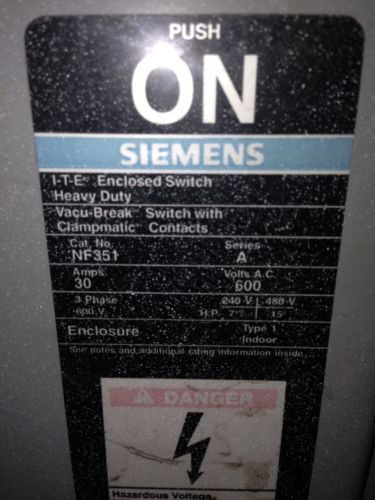 PUSH
ON
SIEMENS
I-T-E® Enclosed Switch
Heavy Duty
Vacu-Break® Switch with
Clampmatic® Contacts
Cat. No. Series
NF351 A
Amps Volts A.C.
30 600
3 Phase 240 V 480 V
600 V H.P. 7½ 15
Enclosure Type 1
Indoor
See notes and additional rating information inside.
DANGER
Hazardous Voltage